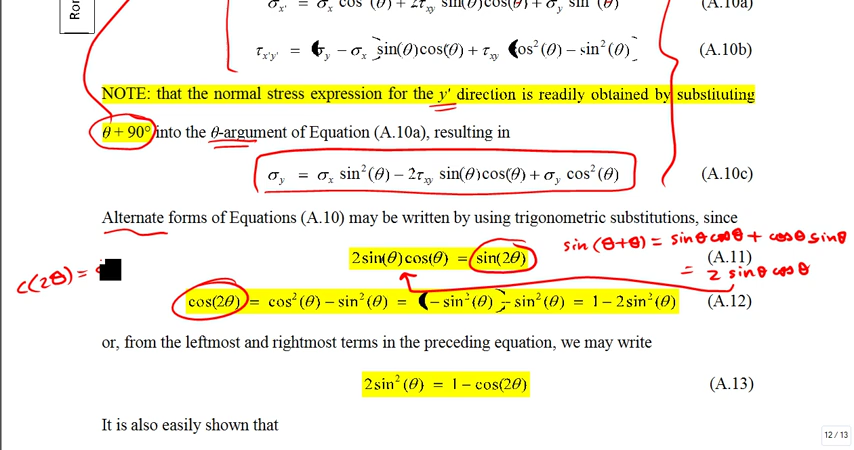 Ror
σx' = σx cos (θ) + 2τxy sin(θ)cos(θ) + σy sin (θ) (A.10a)
τx'y' = (σy − σx ]sin(θ)cos(θ) + τxy (cos²(θ) − sin²(θ)] (A.10b)
NOTE: that the normal stress expression for the y' direction is readily obtained by substituting
θ + 90° into the θ-argument of Equation (A.10a), resulting in
σy = σx sin²(θ) − 2τxy sin(θ)cos(θ) + σy cos²(θ) (A.10c)
Alternate forms of Equations (A.10) may be written by using trigonometric substitutions, since
sin(θ+θ) = sinθ cosθ + cosθ sinθ
2sin(θ)cos(θ) = sin(2θ) (A.11)
= 2 sinθ cosθ
c(2θ) =
cos(2θ) = cos²(θ) − sin²(θ) = ( − sin²(θ) ] − sin²(θ) = 1 − 2sin²(θ) (A.12)
or, from the leftmost and rightmost terms in the preceding equation, we may write
2sin²(θ) = 1 − cos(2θ) (A.13)
It is also easily shown that
12 / 13